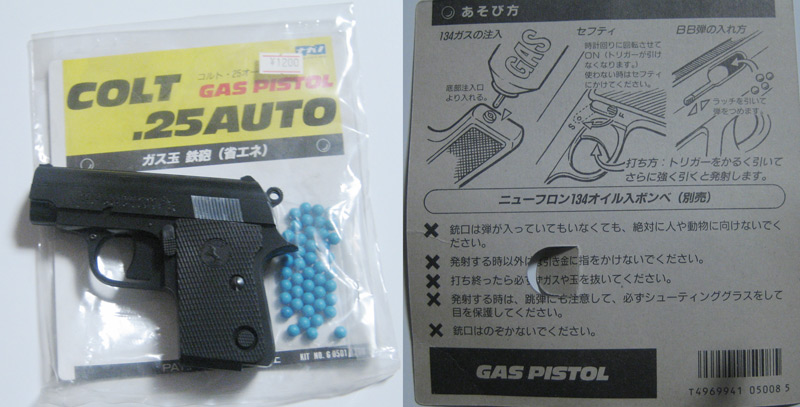 ¥1200
コルト・25オー
COLT
GAS PISTOL
.25AUTO
ガス玉 鉄砲（省エネ）
KIT NO. G-0501
あそび方
134ガスの注入
セフティ
BB弾の入れ方
GAS
底部注入口
より入れる。
時計回りに回転させて
ON（トリガーが引け
なくなります。）
使わない時はセフティ
にかけてください。
S
F
ラッチを引いて
弾をつめます。
打ち方：トリガーをかるく引いて
さらに強く引くと発射します。
ニューフロン134オイル入ボンベ（別売）
銃口は弾が入っていてもいなくても、絶対に人や動物に向けないでく
ださい。
発射する時以外は引き金に指をかけないでください。
打ち終ったら必ずガスや玉を抜いてください。
発射する時は、跳弾にも注意して、必ずシューティンググラスをして
目を保護してください。
銃口はのぞかないでください。
GAS PISTOL
T4969941 05008 5